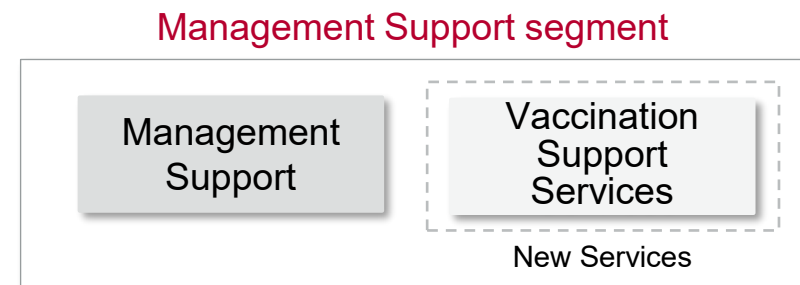 Management Support segment
Management
Support
Vaccination
Support
Services
New Services